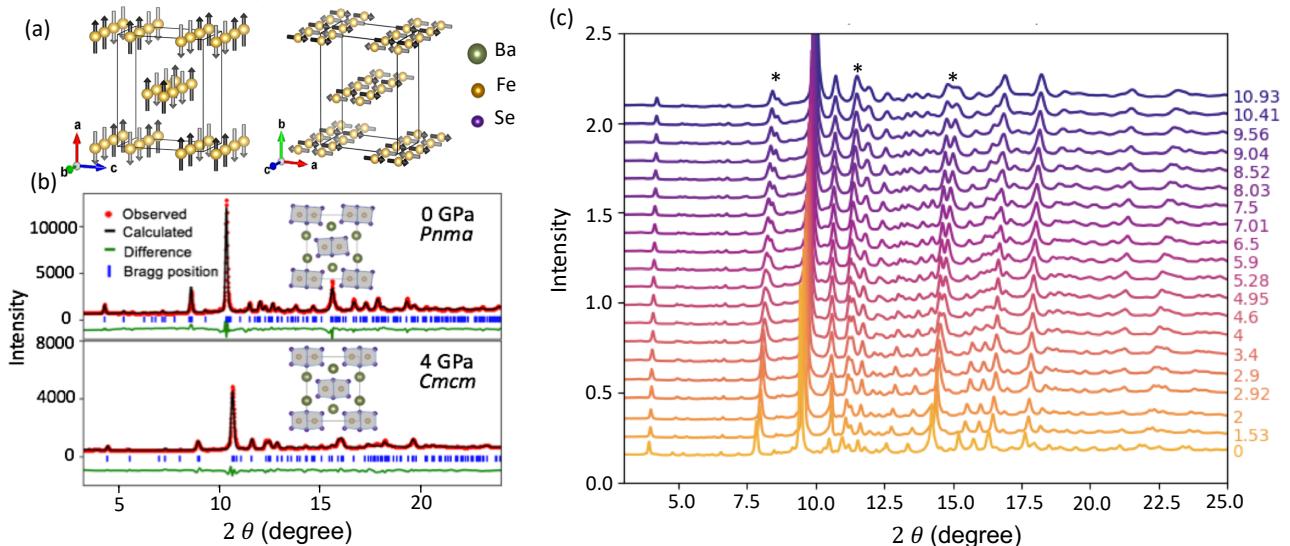 (a)
a
b
c
b
c
a
Ba
Fe
Se
(b)
Intensity
10000
5000
0
8000
4000
0
Observed
Calculated
Difference
Bragg position
0 GPa
Pnma
4 GPa
Cmcm
5
10
15
20
2 θ (degree)
(c)
Intensity
2.5
2.0
1.5
1.0
0.5
0.0
* * *
10.93
10.41
9.56
9.04
8.52
8.03
7.5
7.01
6.5
5.9
5.28
4.95
4.6
4
3.4
2.9
2.92
2
1.53
0
5.0 7.5 10.0 12.5 15.0 17.5 20.0 22.5 25.0
2 θ (degree)